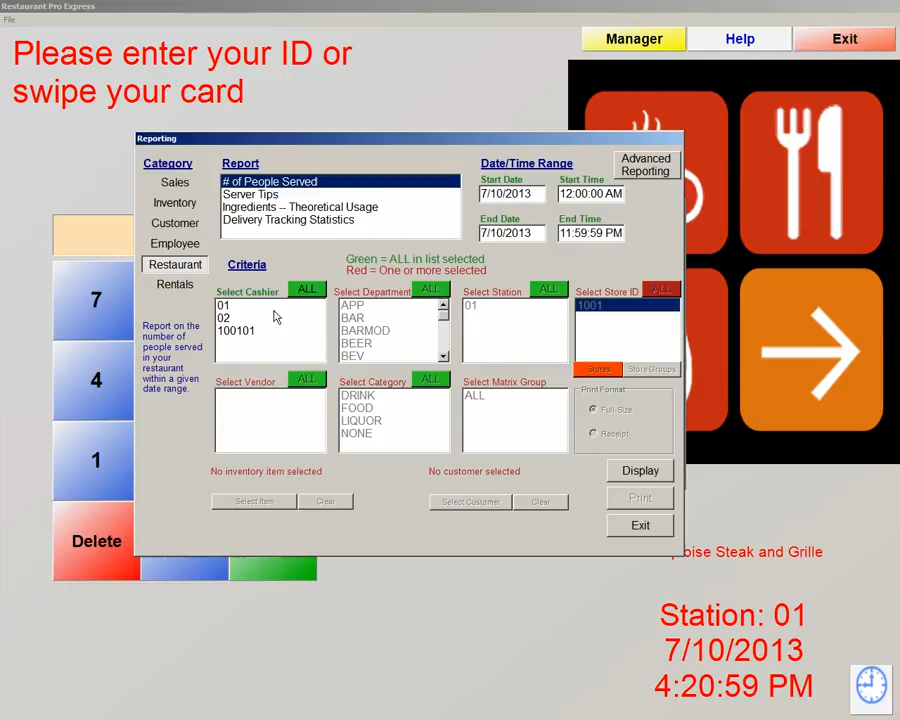 Restaurant Pro Express
File
Please enter your ID or
swipe your card
Manager
Help
Exit
Reporting
Category
Sales
Inventory
Customer
Employee
Restaurant
Rentals
Report on the
number of
people served
in your
restaurant
within a given
date range.
Report
# of People Served
Server Tips
Ingredients -- Theoretical Usage
Delivery Tracking Statistics
Date/Time Range
Advanced
Reporting
Start Date
Start Time
7/10/2013
12:00:00 AM
End Date
End Time
7/10/2013
11:59:59 PM
Criteria
Green = ALL in list selected
Red = One or more selected
Select Cashier
ALL
01
02
100101
Select Department
ALL
APP
BAR
BARMOD
BEER
BEV
Select Station
ALL
01
Select Store ID
ALL
1001
Stores
Store Groups
Select Vendor
ALL
Select Category
ALL
DRINK
FOOD
LIQUOR
NONE
Select Matrix Group
ALL
Print Format
Full-Size
Receipt
No inventory item selected
No customer selected
Select Item
Clear
Select Customer
Clear
Display
Print
Exit
7
4
1
Delete
oise Steak and Grille
Station: 01
7/10/2013
4:20:59 PM